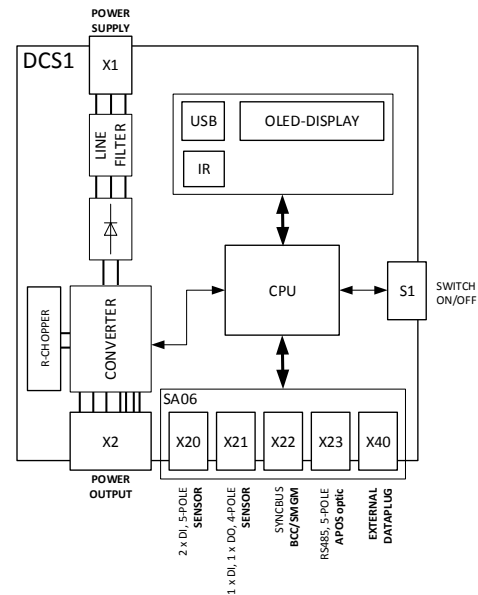 POWER
SUPPLY
DCS1
X1
LINE
FILTER
USB
OLED-DISPLAY
IR
CPU
S1
SWITCH
ON/OFF
R-CHOPPER
CONVERTER
SA06
X2
X20
X21
X22
X23
X40
POWER
OUTPUT
2 x DI, 5-POLE
SENSOR
1 x DI, 1 x DO, 4-POLE
SENSOR
SYNCBUS
BCC/SMGM
RS485, 5-POLE
APOS optic
EXTERNAL
DATAPLUG